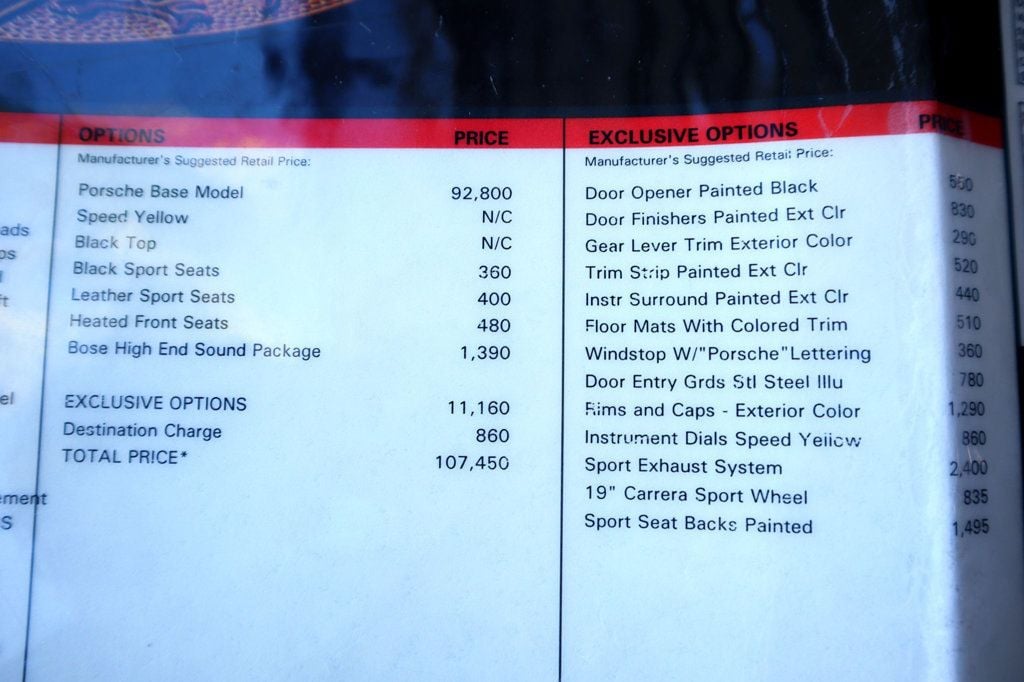 OPTIONS PRICE
Manufacturer's Suggested Retail Price:
Porsche Base Model 92,800
Speed Yellow N/C
Black Top N/C
Black Sport Seats 360
Leather Sport Seats 400
Heated Front Seats 480
Bose High End Sound Package 1,390
EXCLUSIVE OPTIONS 11,160
Destination Charge 860
TOTAL PRICE* 107,450
EXCLUSIVE OPTIONS PRICE
Manufacturer's Suggested Retail Price:
Door Opener Painted Black 550
Door Finishers Painted Ext Clr 830
Gear Lever Trim Exterior Color 290
Trim Strip Painted Ext Clr 520
Instr Surround Painted Ext Clr 440
Floor Mats With Colored Trim 510
Windstop W/"Porsche"Lettering 360
Door Entry Grds Stl Steel Illu 780
Rims and Caps - Exterior Color 1,290
Instrument Dials Speed Yellow 860
Sport Exhaust System 2,400
19" Carrera Sport Wheel 835
Sport Seat Backs Painted 1,495